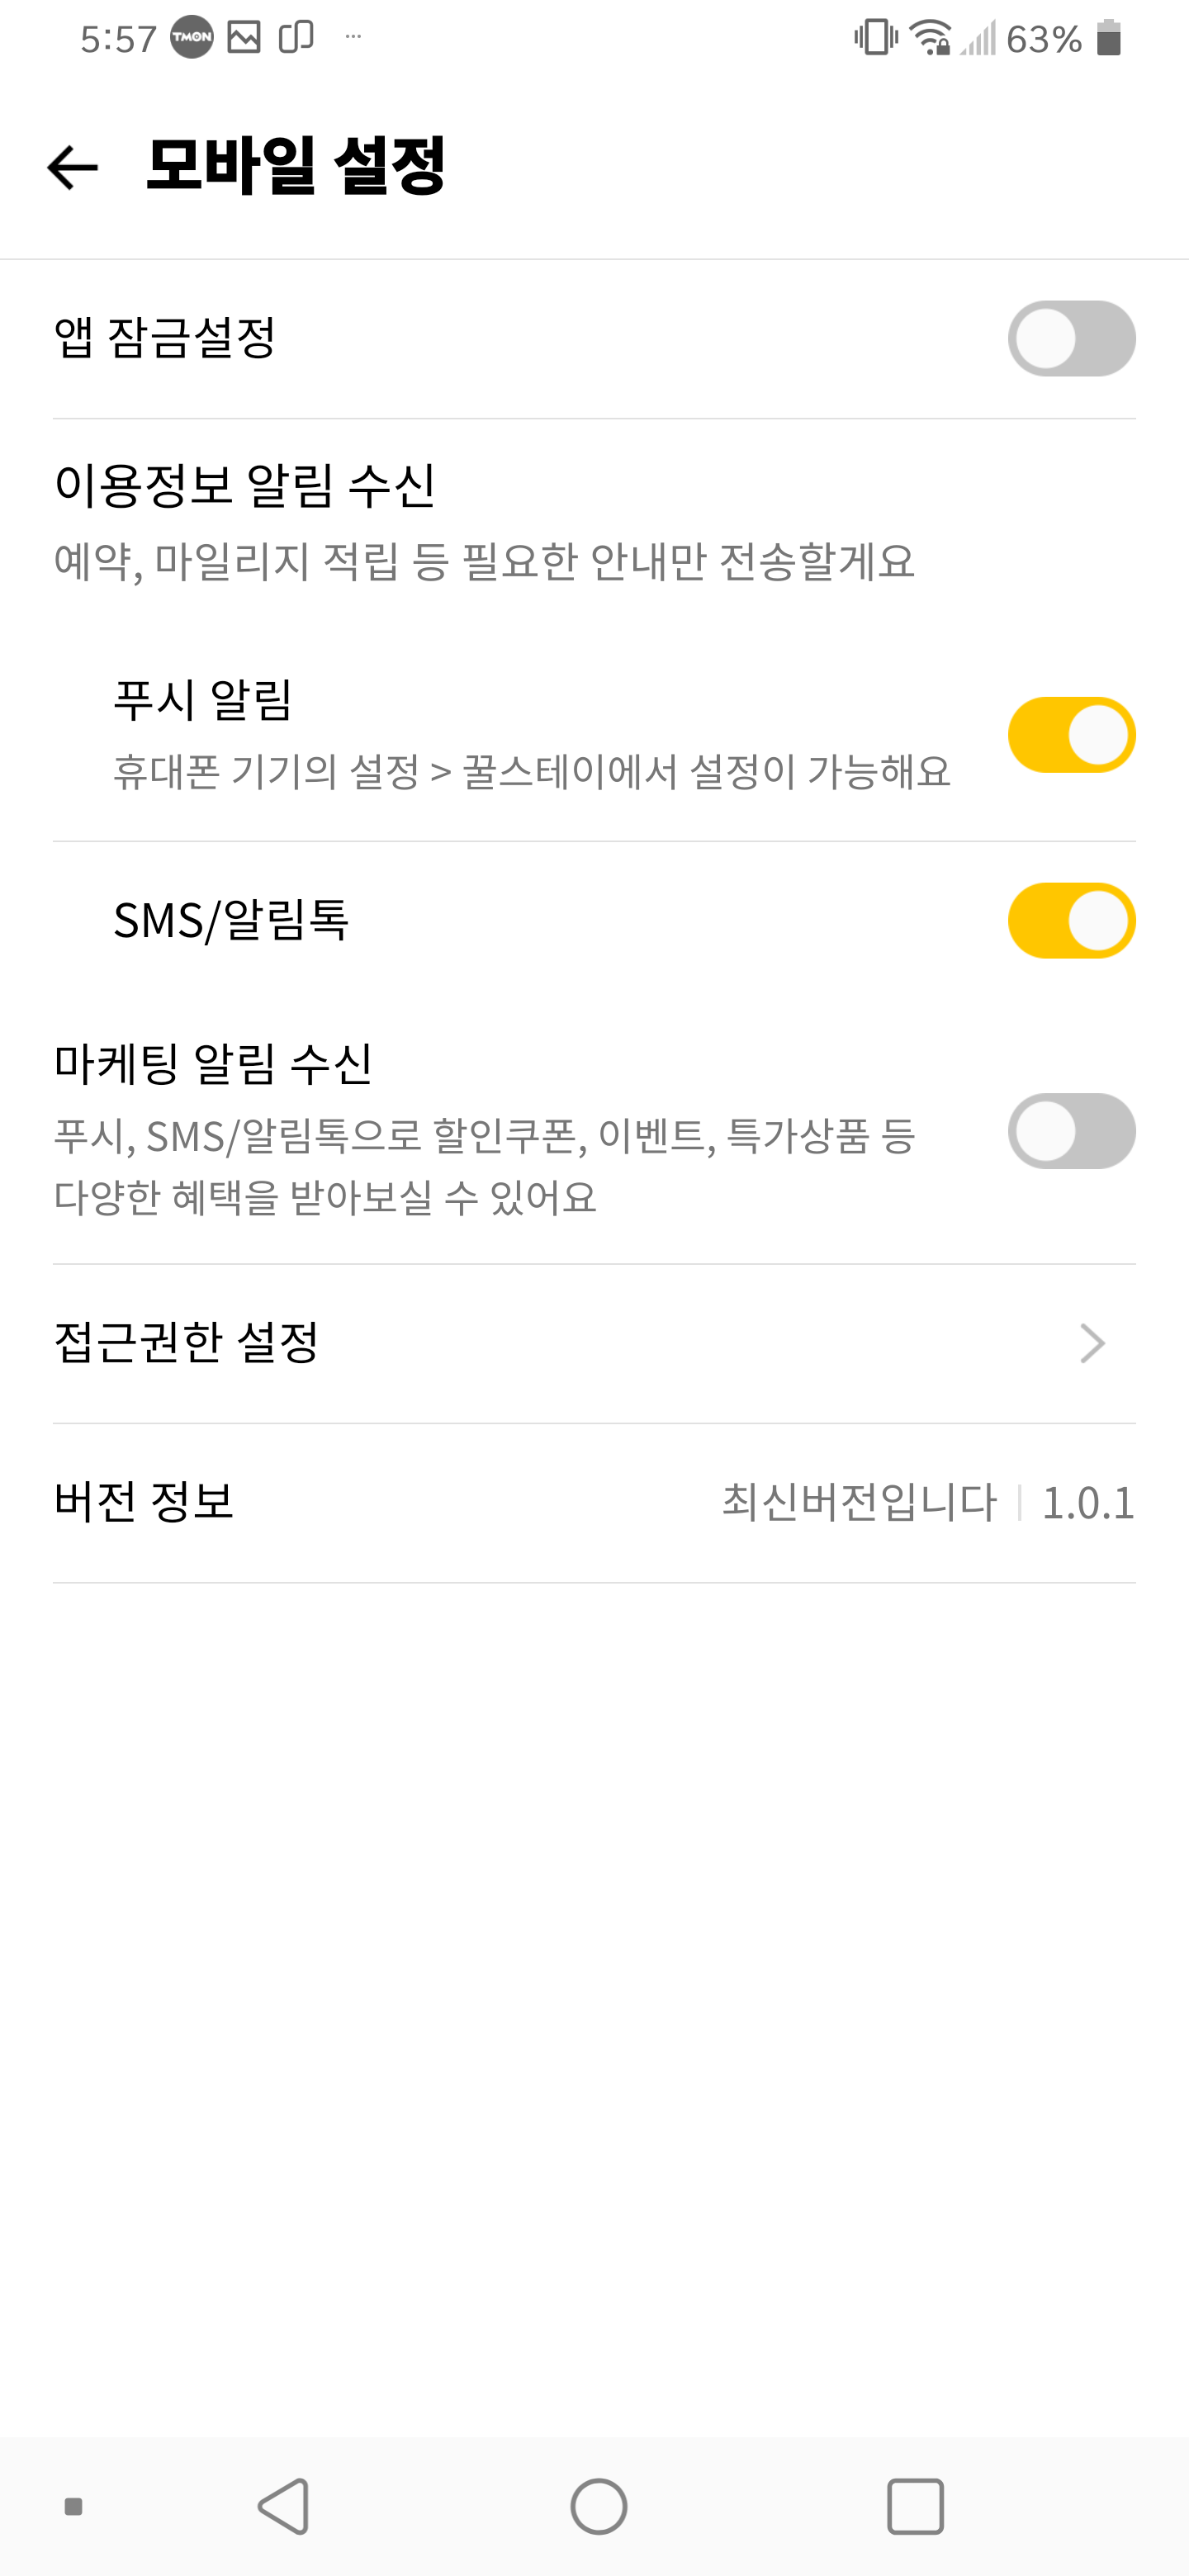 5:57 TMON ... 63%
모바일 설정
앱 잠금설정
이용정보 알림 수신
예약, 마일리지 적립 등 필요한 안내만 전송할게요
푸시 알림
휴대폰 기기의 설정 > 꿀스테이에서 설정이 가능해요
SMS/알림톡
마케팅 알림 수신
푸시, SMS/알림톡으로 할인쿠폰, 이벤트, 특가상품 등
다양한 혜택을 받아보실 수 있어요
접근권한 설정
버전 정보 최신버전입니다 | 1.0.1